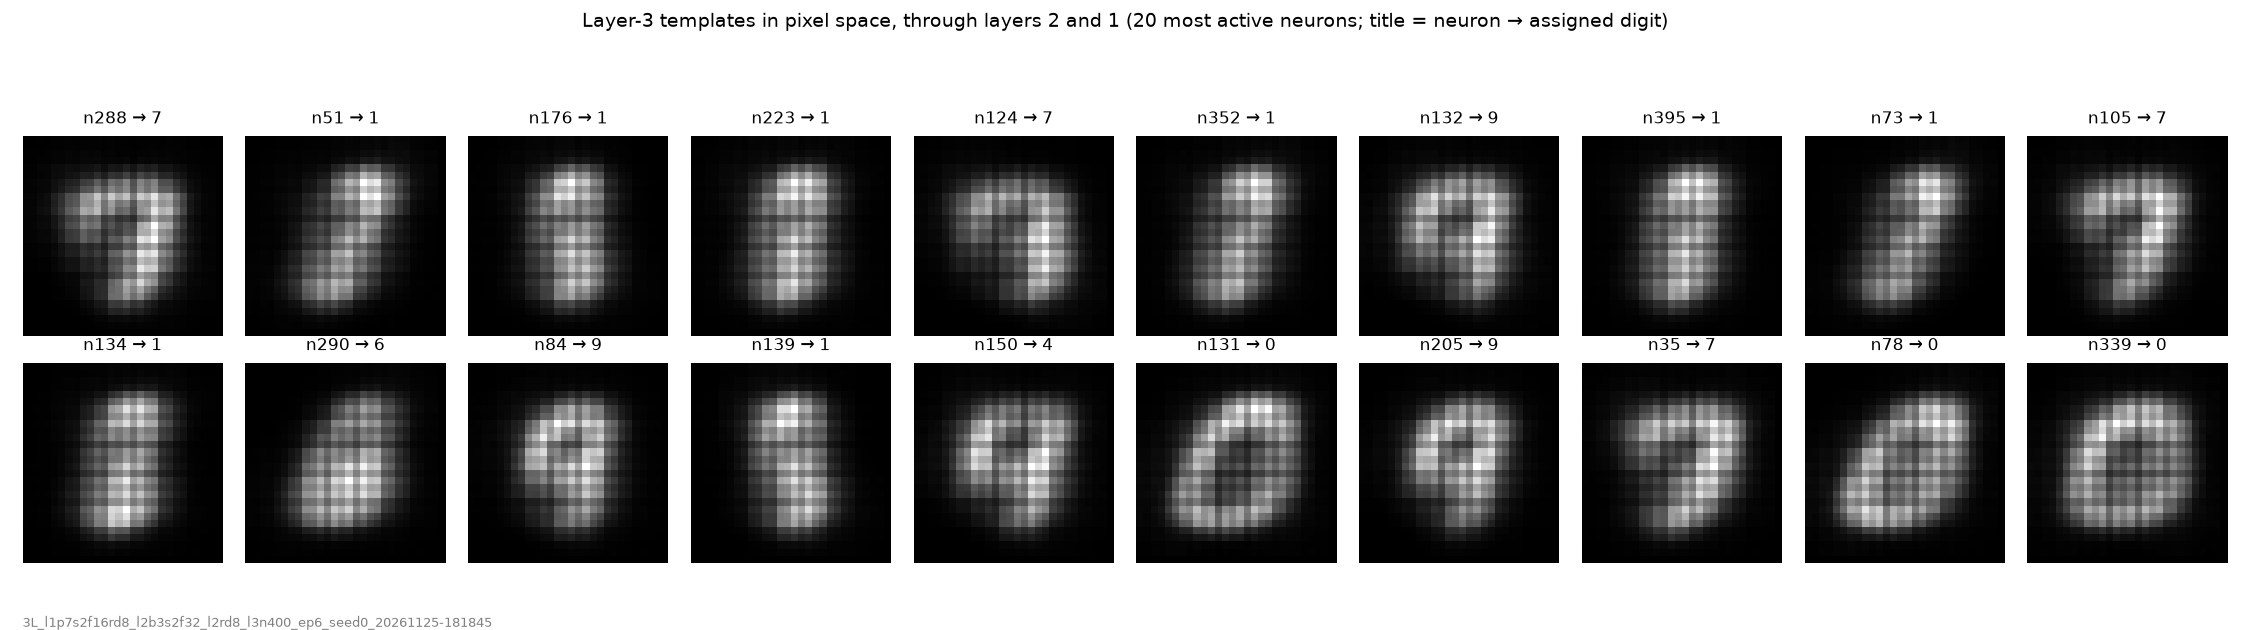 Layer-3 templates in pixel space, through layers 2 and 1 (20 most active neurons; title = neuron → assigned digit)
n288 → 7 n51 → 1 n176 → 1 n223 → 1 n124 → 7 n352 → 1 n132 → 9 n395 → 1 n73 → 1 n105 → 7
n134 → 1 n290 → 6 n84 → 9 n139 → 1 n150 → 4 n131 → 0 n205 → 9 n35 → 7 n78 → 0 n339 → 0
3L_l1p7s2f16rd8_l2b3s2f32_l2rd8_l3n400_ep6_seed0_20261125-181845